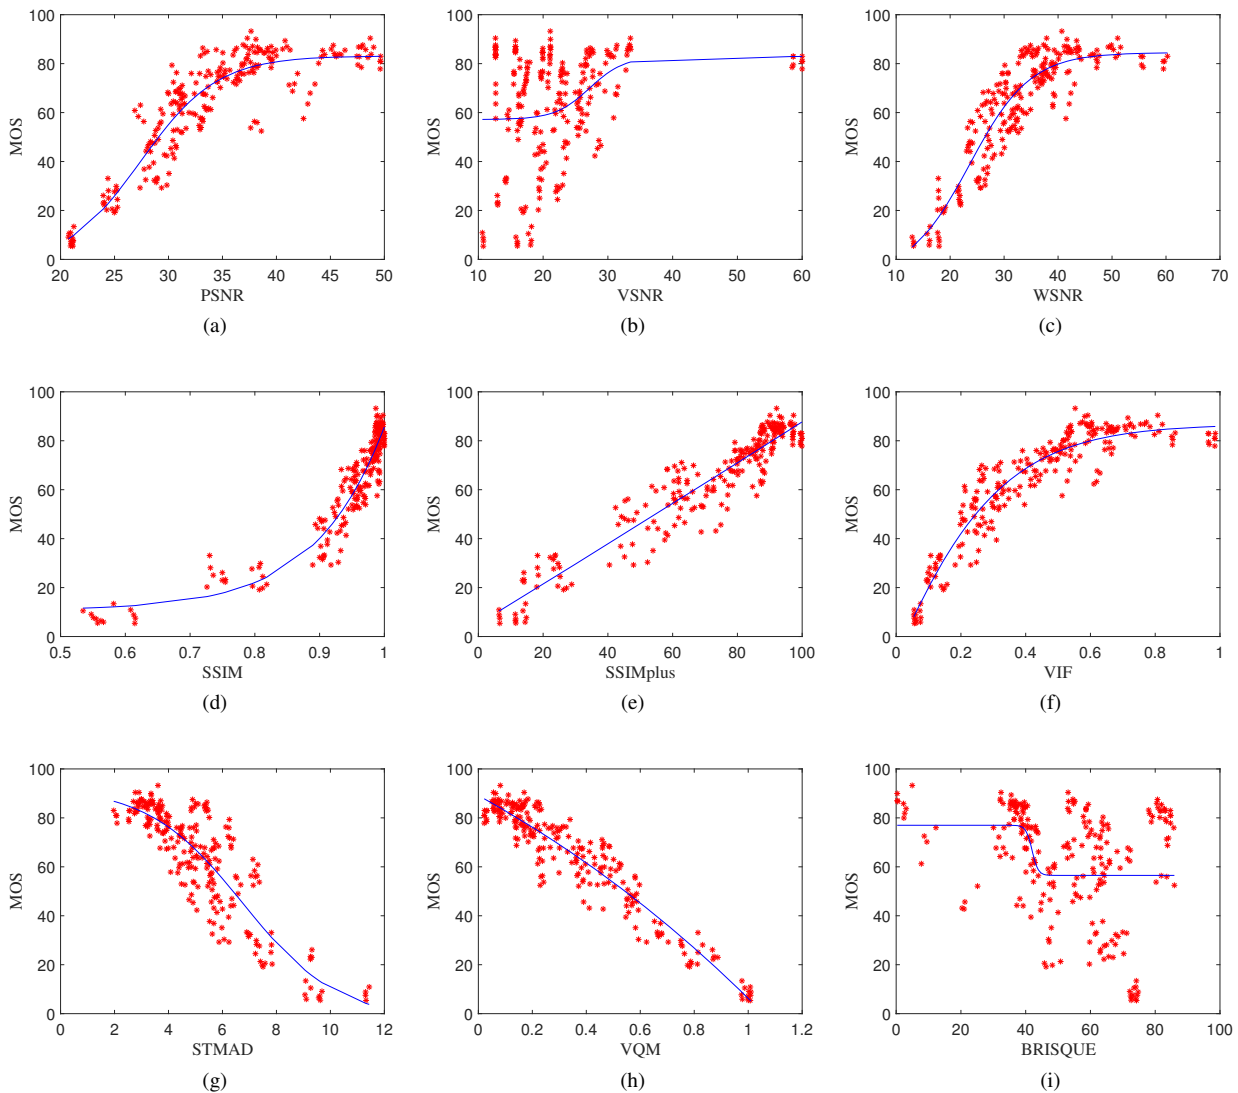 100
80
60
40
20
0
MOS
20 25 30 35 40 45 50
PSNR
(a)
100
80
60
40
20
0
MOS
10 20 30 40 50 60
VSNR
(b)
100
80
60
40
20
0
MOS
10 20 30 40 50 60 70
WSNR
(c)
100
80
60
40
20
0
MOS
0.5 0.6 0.7 0.8 0.9 1
SSIM
(d)
100
80
60
40
20
0
MOS
0 20 40 60 80 100
SSIMplus
(e)
100
80
60
40
20
0
MOS
0 0.2 0.4 0.6 0.8 1
VIF
(f)
100
80
60
40
20
0
MOS
0 2 4 6 8 10 12
STMAD
(g)
100
80
60
40
20
0
MOS
0 0.2 0.4 0.6 0.8 1 1.2
VQM
(h)
100
80
60
40
20
0
MOS
0 20 40 60 80 100
BRISQUE
(i)